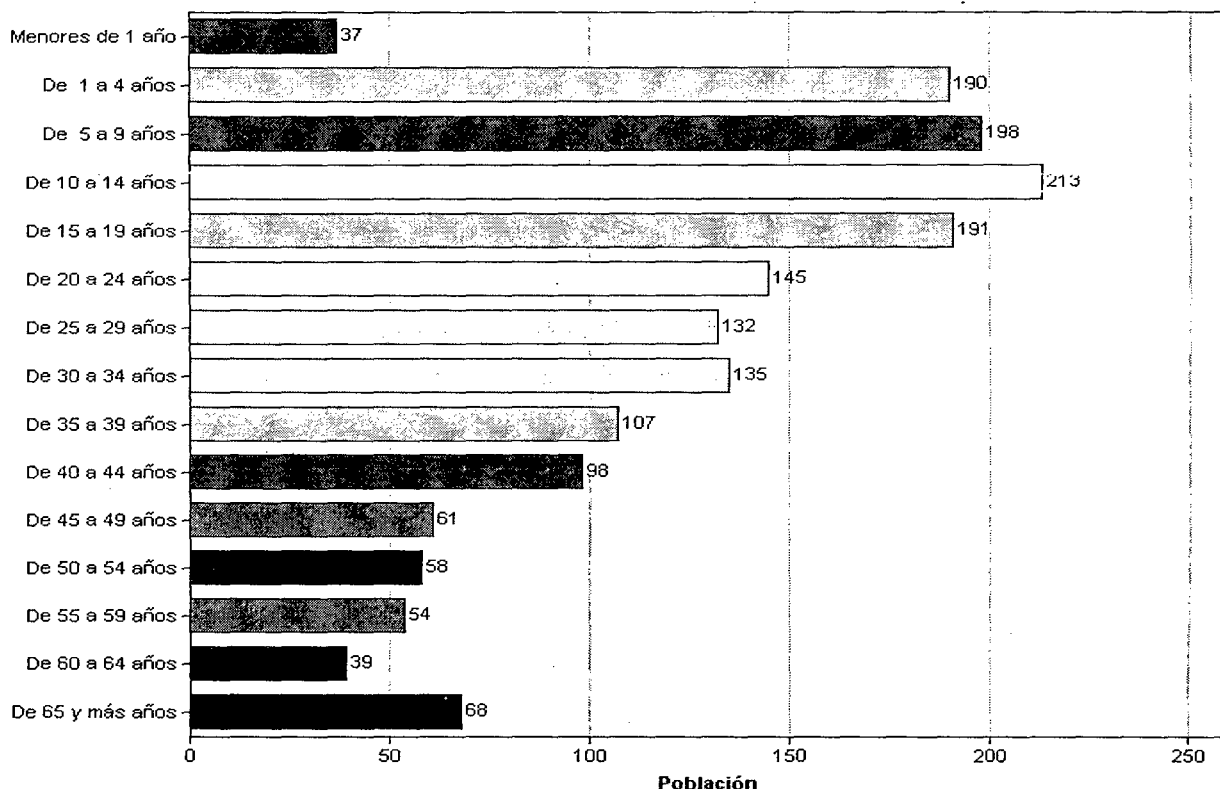 Menores de 1 año 37
De 1 a 4 años 190
De 5 a 9 años 198
De 10 a 14 años 213
De 15 a 19 años 191
De 20 a 24 años 145
De 25 a 29 años 132
De 30 a 34 años 135
De 35 a 39 años 107
De 40 a 44 años 98
De 45 a 49 años 61
De 50 a 54 años 58
De 55 a 59 años 54
De 60 a 64 años 39
De 65 y más años 68
0 50 100 150 200 250
Población